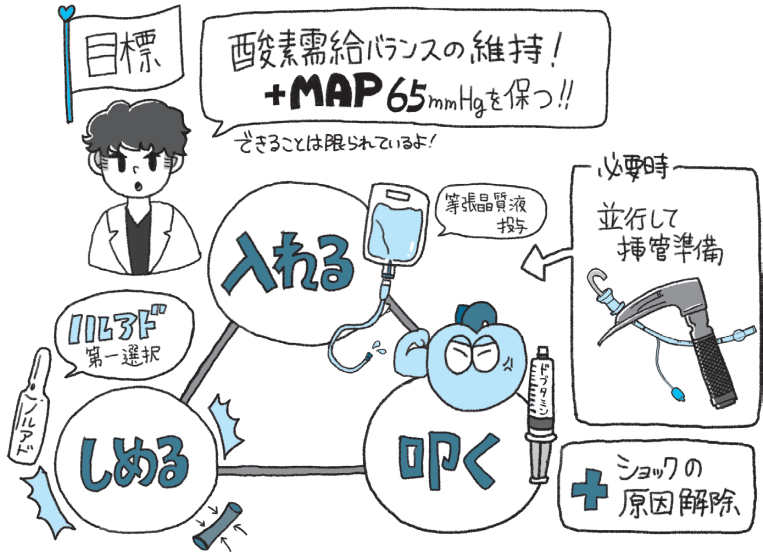 目標
酸素需給バランスの維持!
+MAP 65mmHgを保つ!!
できることは限られているよ!
必要時
並行して
挿管準備
等張晶質液
投与
入れる
ノルアド
第一選択
ノルアド
しめる
ドブタミン
叩く
+ショックの
原因解除